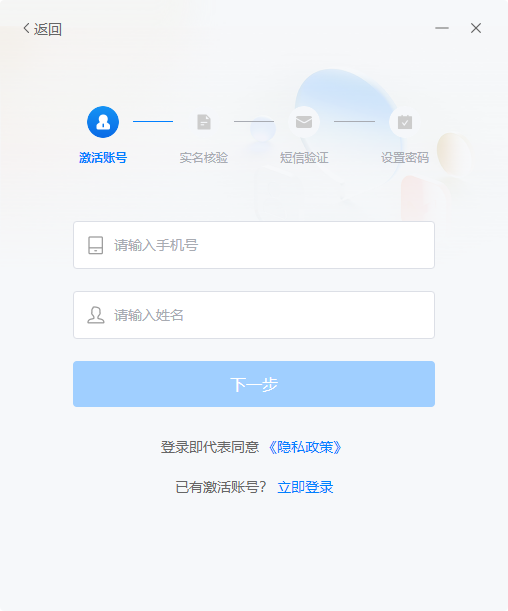 返回
激活账号 实名核验 短信验证 设置密码
请输入手机号
请输入姓名
下一步
登录即代表同意《隐私政策》
已有激活账号？ 立即登录